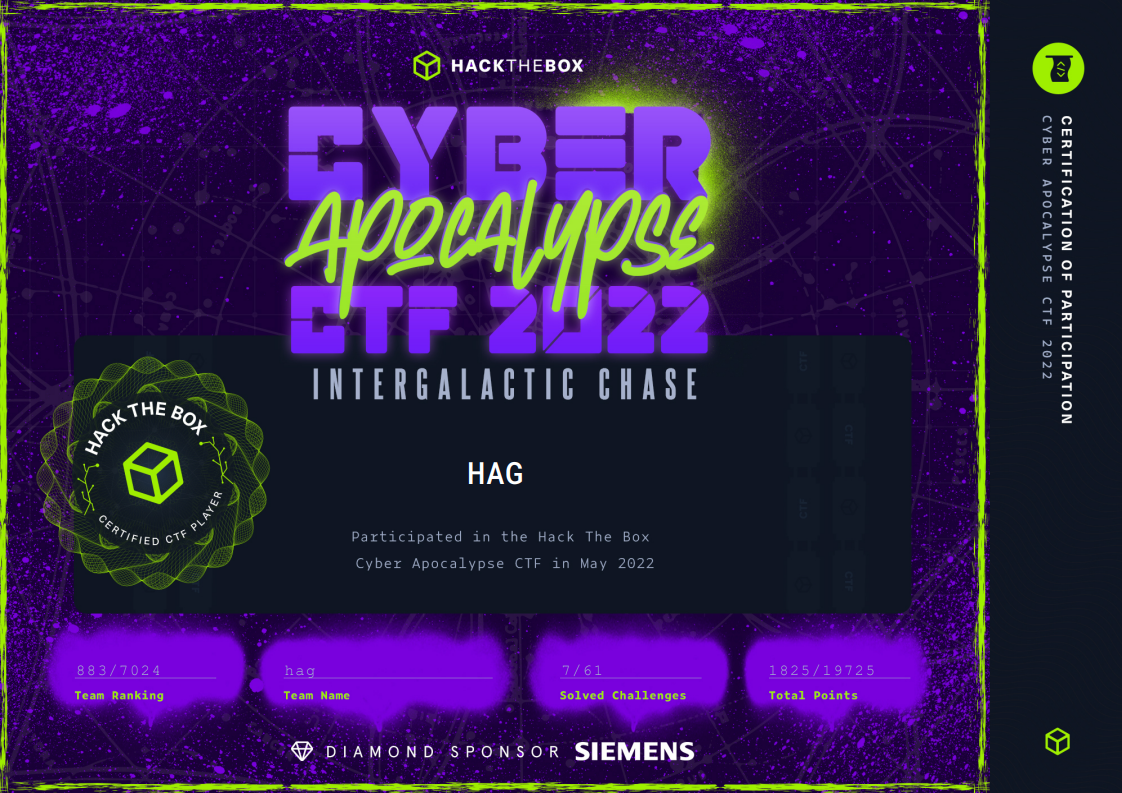 HACKTHEBOX
CYBER
APOCALYPSE
CTF 2022
INTERGALACTIC CHASE
HACK THE BOX
CERTIFIED CTF PLAYER
HAG
Participated in the Hack The Box
Cyber Apocalypse CTF in May 2022
883/7024
Team Ranking
hag
Team Name
7/61
Solved Challenges
1825/19725
Total Points
DIAMOND SPONSOR SIEMENS
CERTIFICATION OF PARTICIPATION
CYBER APOCALYPSE CTF 2022